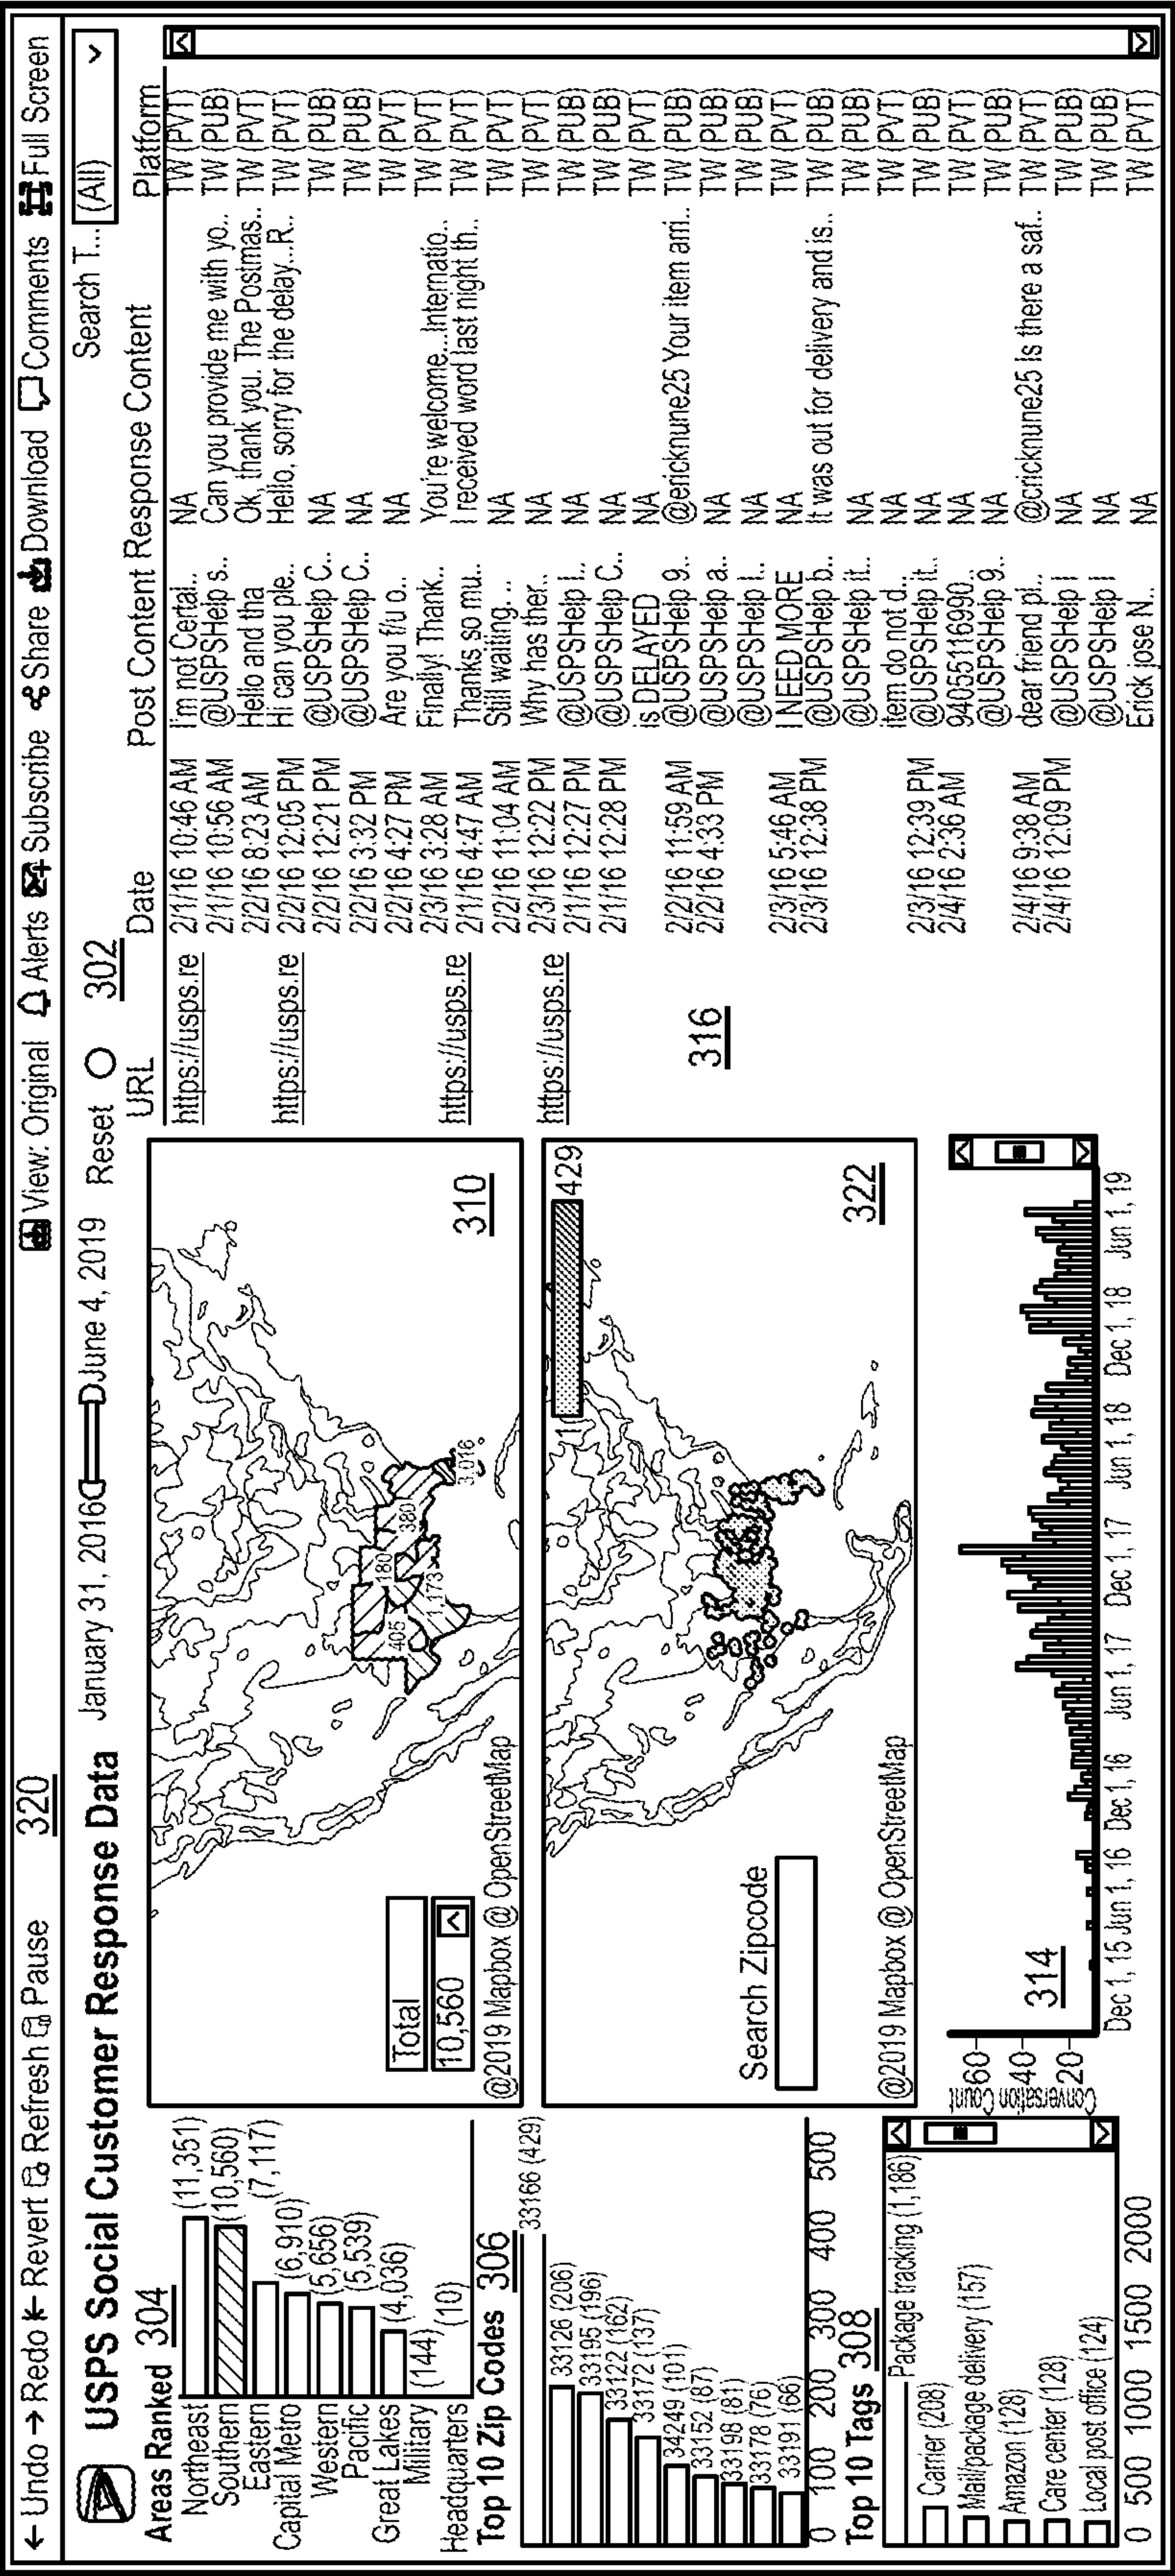 ← Undo → Redo Revert Refresh Pause 320 View: Original Alerts Subscribe Share Download Comments Full Screen
USPS Social Customer Response Data January 31, 2016 June 4, 2019 Reset 302 Search T... (All)
Areas Ranked 304
Northeast (11,351)
Southern (10,560)
Eastern (7,117)
Capital Metro (6,910)
Western (5,656)
Pacific (5,539)
Great Lakes (4,036)
Military (144)
Headquarters (10)
Top 10 Zip Codes 306
33166 (429)
33126 (206)
33195 (196)
33122 (162)
33172 (137)
34249 (101)
33152 (87)
33198 (81)
33178 (76)
33191 (66)
0 100 200 300 400 500
Top 10 Tags 308
Package tracking (1,186)
Carrier (208)
Mail/package delivery (157)
Amazon (128)
Care center (128)
Local post office (124)
0 500 1000 1500 2000
405 180 380 3,016
173
Total
10,560
310
@2019 Mapbox @ OpenStreetMap
1 429
Search Zipcode
322
@2019 Mapbox @ OpenStreetMap
Conversation Count
60
40
20
314
Dec 1, 15 Jun 1, 16 Dec 1, 16 Jun 1, 17 Dec 1, 17 Jun 1, 18 Dec 1, 18 Jun 1, 19
URL Date Post Content Response Content Platform
https://usps.re 2/1/16 10:46 AM I'm not Certal... NA TW (PVT)
2/1/16 10:56 AM @USPSHelp s.. Can you provide me with yo.. TW (PUB)
2/2/16 8:23 AM Hello and tha Ok, thank you. The Postmas.. TW (PVT)
https://usps.re 2/2/16 12:05 PM Hi can you ple... Hello, sorry for the delay...R.. TW (PVT)
2/2/16 12:21 PM @USPSHelp C.. NA TW (PUB)
2/2/16 3:32 PM @USPSHelp C.. NA TW (PUB)
2/2/16 4:27 PM Are you f/u o.. NA TW (PVT)
2/3/16 3:28 AM Finally! Thank.. You're welcome...Internatio.. TW (PVT)
https://usps.re 2/1/16 4:47 AM Thanks so mu.. I received word last night th.. TW (PVT)
2/2/16 11:04 AM Still waiting. ... NA TW (PVT)
2/3/16 12:22 PM Why has ther.. NA TW (PVT)
https://usps.re 2/1/16 12:27 PM @USPSHelp I.. NA TW (PUB)
2/1/16 12:28 PM @USPSHelp C.. NA TW (PUB)
is DELAYED NA TW (PVT)
2/2/16 11:59 AM @USPSHelp 9.. @ericknune25 Your item arri.. TW (PUB)
2/2/16 4:33 PM @USPSHelp a.. NA TW (PUB)
@USPSHelp I.. NA TW (PUB)
2/3/16 5:46 AM I NEED MORE NA TW (PVT)
2/3/16 12:38 PM @USPSHelp b.. It was out for delivery and is.. TW (PUB)
@USPSHelp it.. NA TW (PUB)
item do not d.. NA TW (PVT)
2/3/16 12:39 PM @USPSHelp it.. NA TW (PUB)
2/4/16 2:36 AM 94055116990.. NA TW (PVT)
@USPSHelp 9.. NA TW (PUB)
2/4/16 9:38 AM dear friend pl... @cricknune25 Is there a saf.. TW (PVT)
2/4/16 12:09 PM @USPSHelp I NA TW (PUB)
@USPSHelp I NA TW (PUB)
Erick jose N.. NA TW (PVT)
316